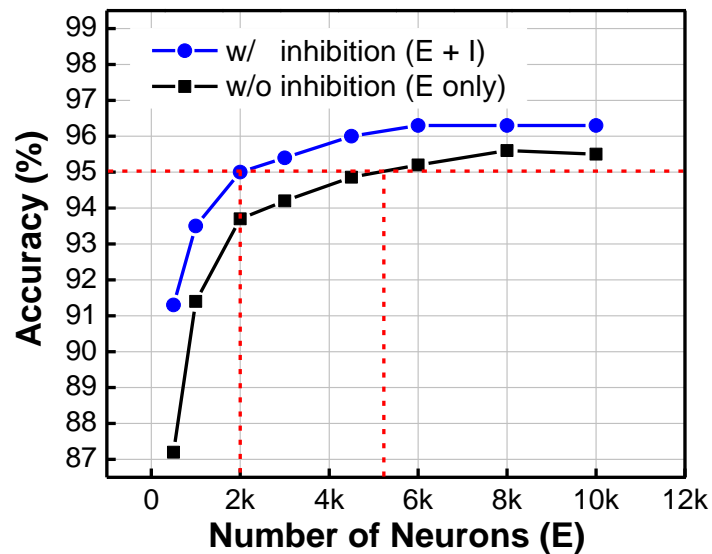 99
98
97
96
95
94
93
92
91
90
89
88
87
Accuracy (%)
w/ inhibition (E + I)
w/o inhibition (E only)
0 2k 4k 6k 8k 10k 12k
Number of Neurons (E)